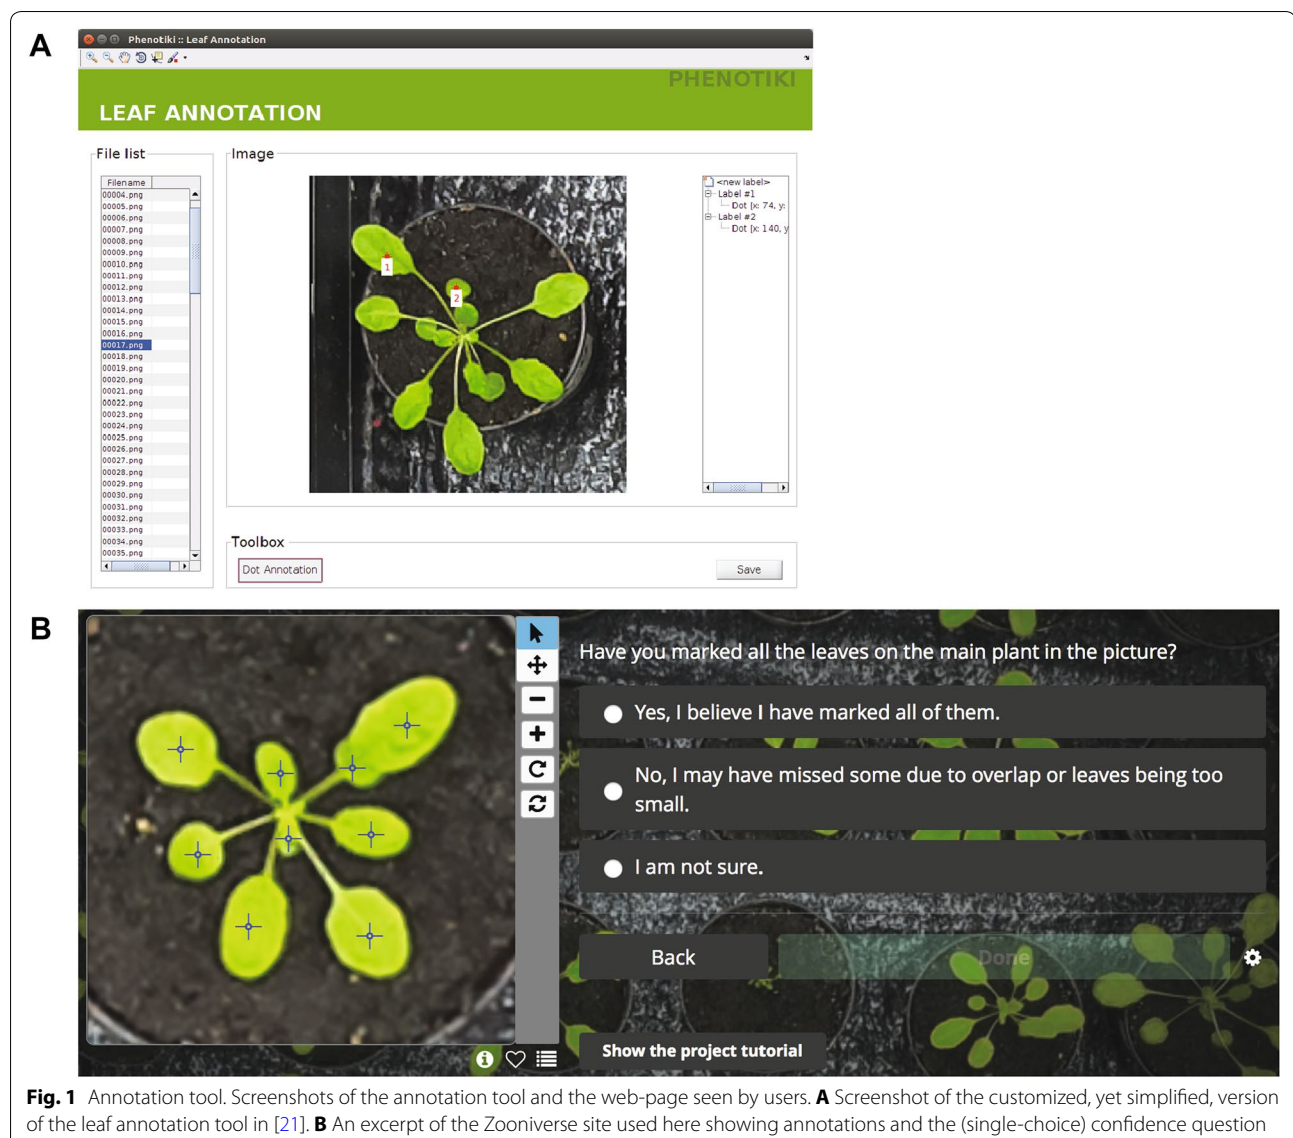 A
Phenotiki :: Leaf Annotation
PHENOTIKI
LEAF ANNOTATION
File list
Filename
00004.png
00005.png
00006.png
00007.png
00008.png
00009.png
00010.png
00011.png
00012.png
00013.png
00014.png
00015.png
00016.png
00017.png
00018.png
00019.png
00020.png
00021.png
00022.png
00023.png
00024.png
00025.png
00026.png
00027.png
00028.png
00029.png
00030.png
00031.png
00032.png
00033.png
00034.png
00035.png
Image
1
2
<new label>
Label #1
Dot [x: 74, y:
Label #2
Dot [x: 140, y
Toolbox
Dot Annotation
Save
B
Have you marked all the leaves on the main plant in the picture?
Yes, I believe I have marked all of them.
No, I may have missed some due to overlap or leaves being too
small.
I am not sure.
Back
Done
Show the project tutorial
Fig. 1 Annotation tool. Screenshots of the annotation tool and the web-page seen by users. A Screenshot of the customized, yet simplified, version
of the leaf annotation tool in [21]. B An excerpt of the Zooniverse site used here showing annotations and the (single-choice) confidence question